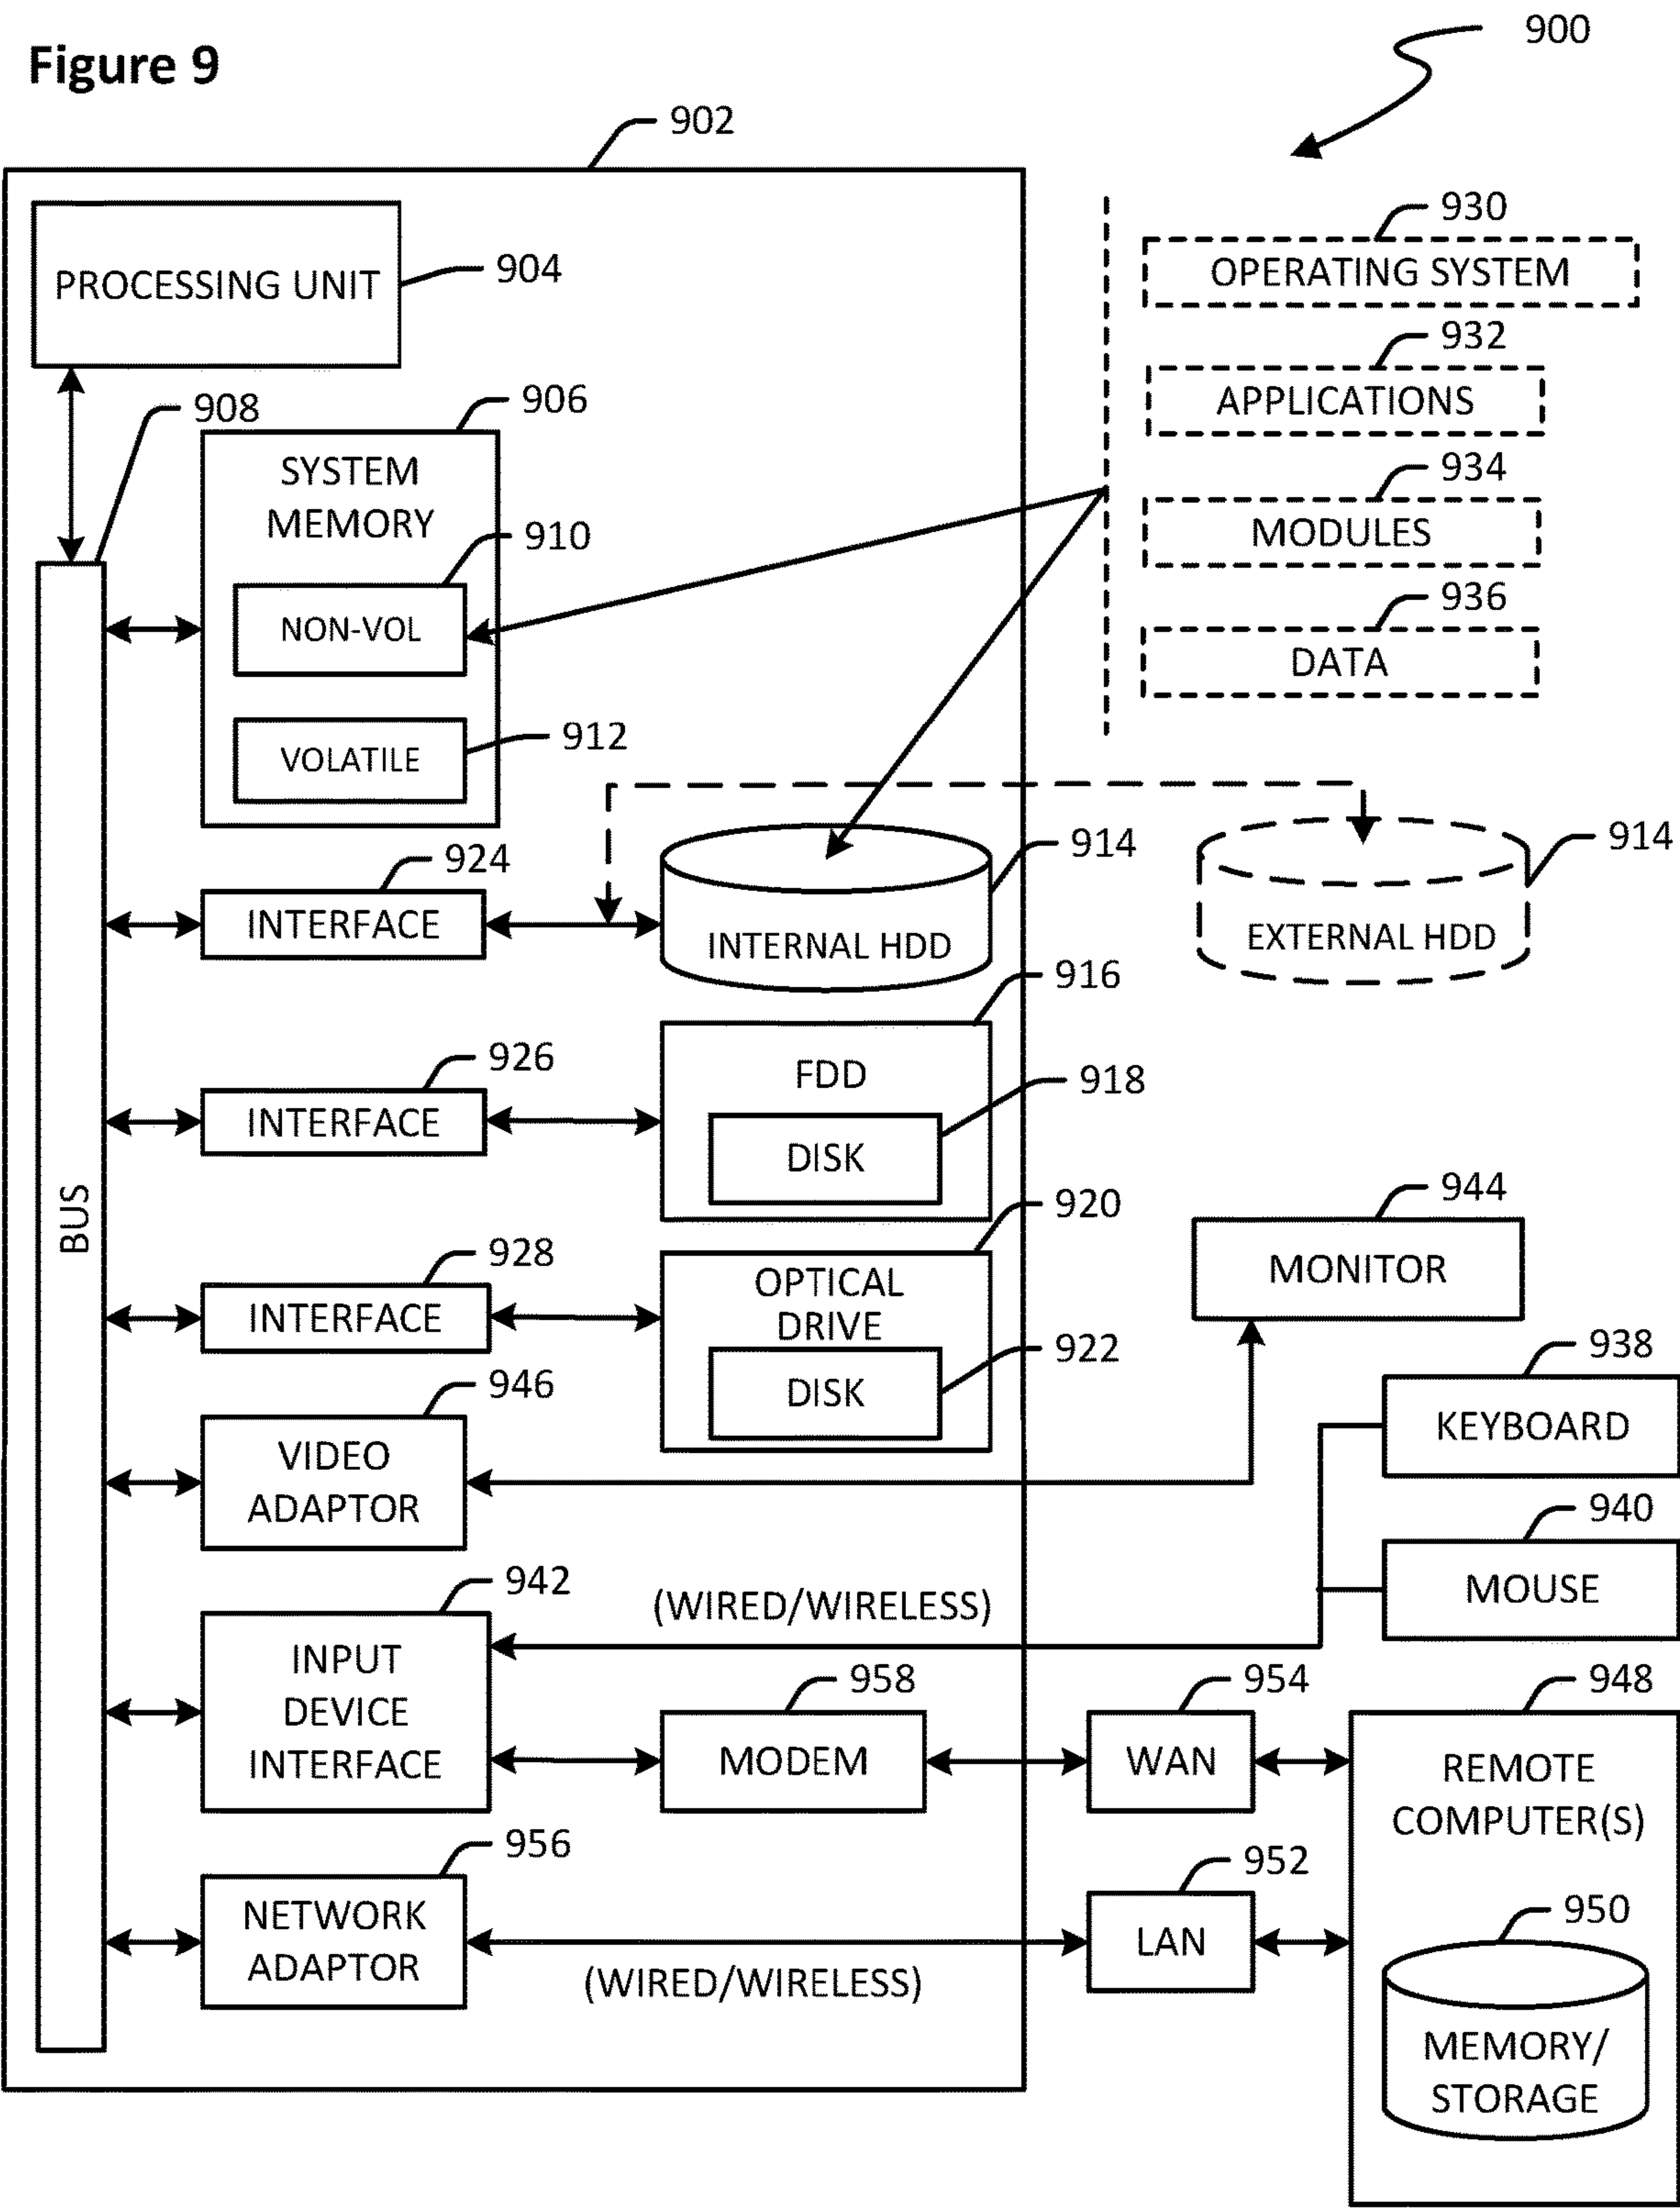 Figure 9
900
902
PROCESSING UNIT
904
908
906
SYSTEM
MEMORY
910
NON-VOL
912
VOLATILE
930
OPERATING SYSTEM
932
APPLICATIONS
934
MODULES
936
DATA
924
INTERFACE
914
INTERNAL HDD
914
EXTERNAL HDD
926
INTERFACE
916
FDD
918
DISK
BUS
928
INTERFACE
920
OPTICAL
DRIVE
922
DISK
944
MONITOR
946
VIDEO
ADAPTOR
938
KEYBOARD
940
MOUSE
942
INPUT
DEVICE
INTERFACE
(WIRED/WIRELESS)
958
MODEM
954
WAN
948
REMOTE
COMPUTER(S)
956
NETWORK
ADAPTOR
(WIRED/WIRELESS)
952
LAN
950
MEMORY/
STORAGE